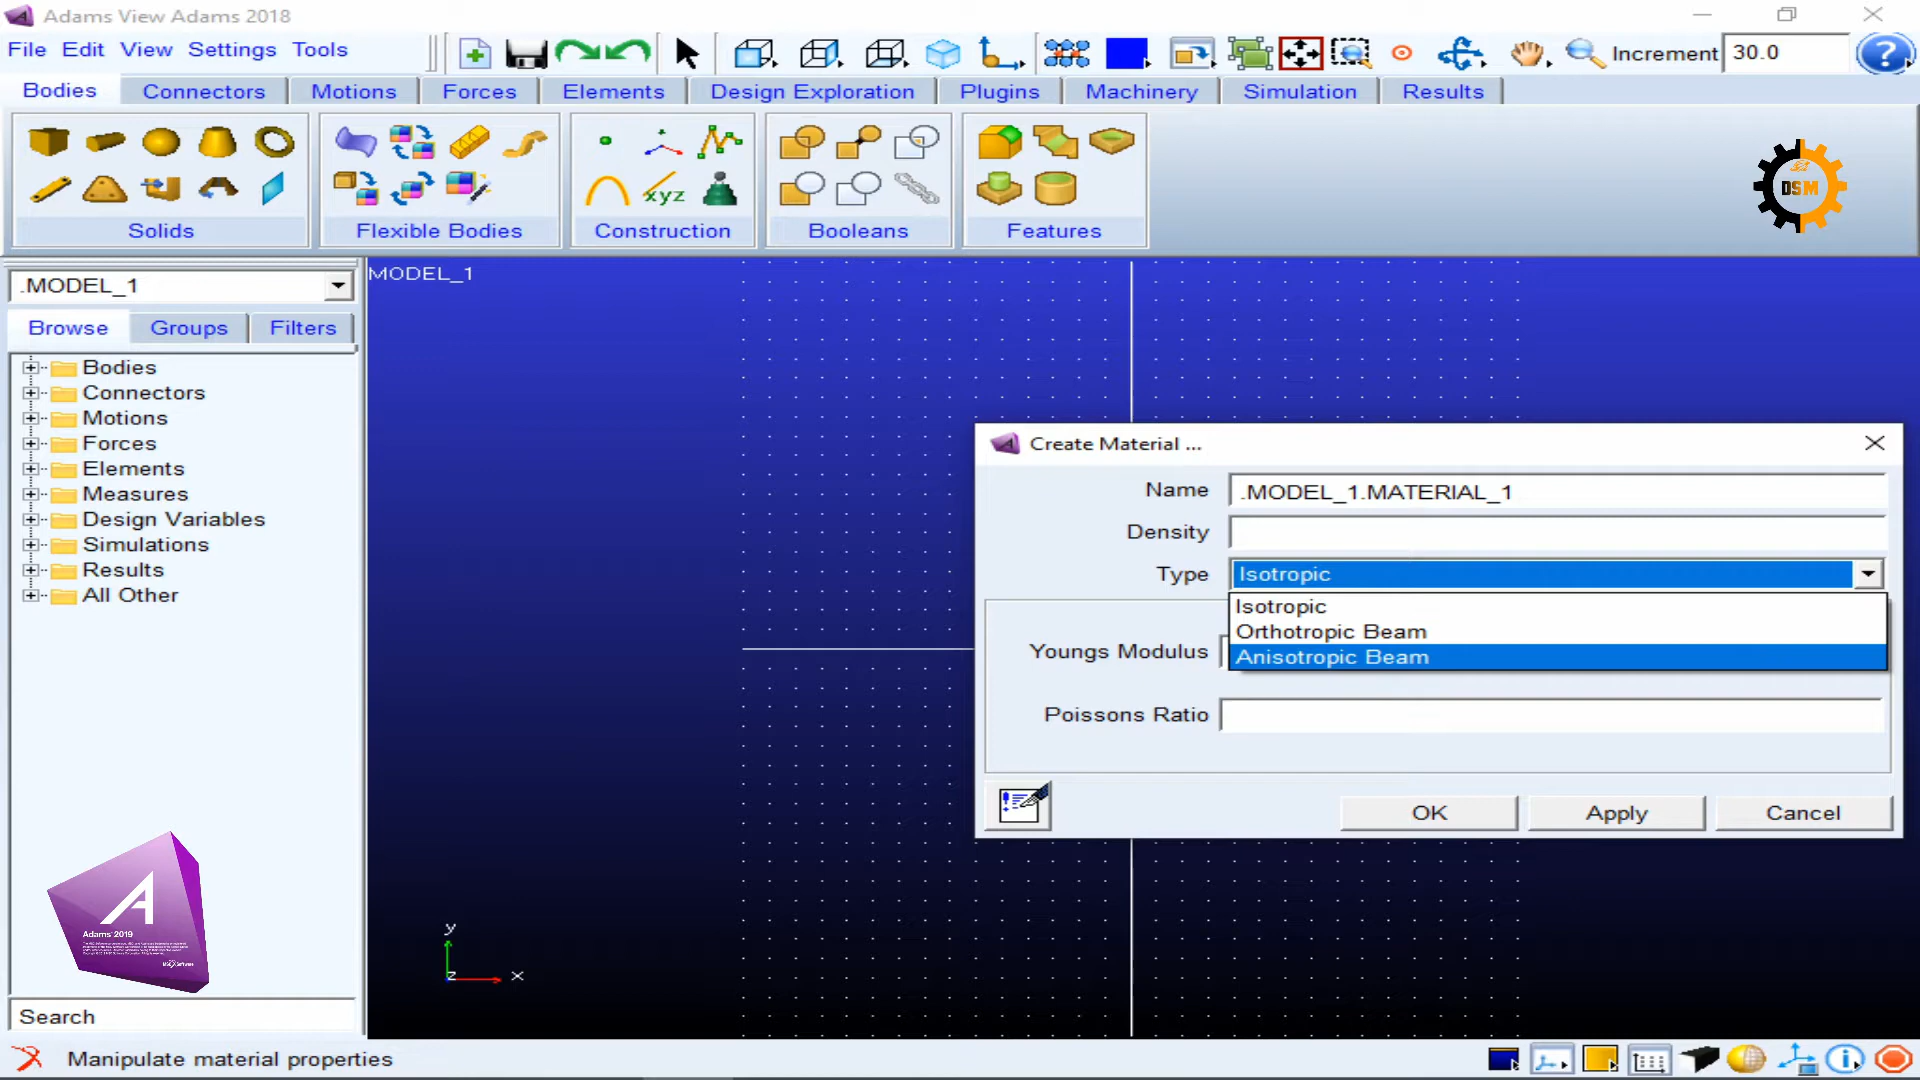 Adams View Adams 2018
File Edit View Settings Tools
Increment 30.0
Bodies Connectors Motions Forces Elements Design Exploration Plugins Machinery Simulation Results
xyz
Solids Flexible Bodies Construction Booleans Features
DSM
.MODEL_1
MODEL_1
Browse Groups Filters
Bodies
Connectors
Motions
Forces
Elements
Measures
Design Variables
Simulations
Results
All Other
Create Material ...
Name .MODEL_1.MATERIAL_1
Density
Type Isotropic
Isotropic
Orthotropic Beam
Anisotropic Beam
Youngs Modulus
Poissons Ratio
OK Apply Cancel
Adams 2019
y
z x
Search
Manipulate material properties